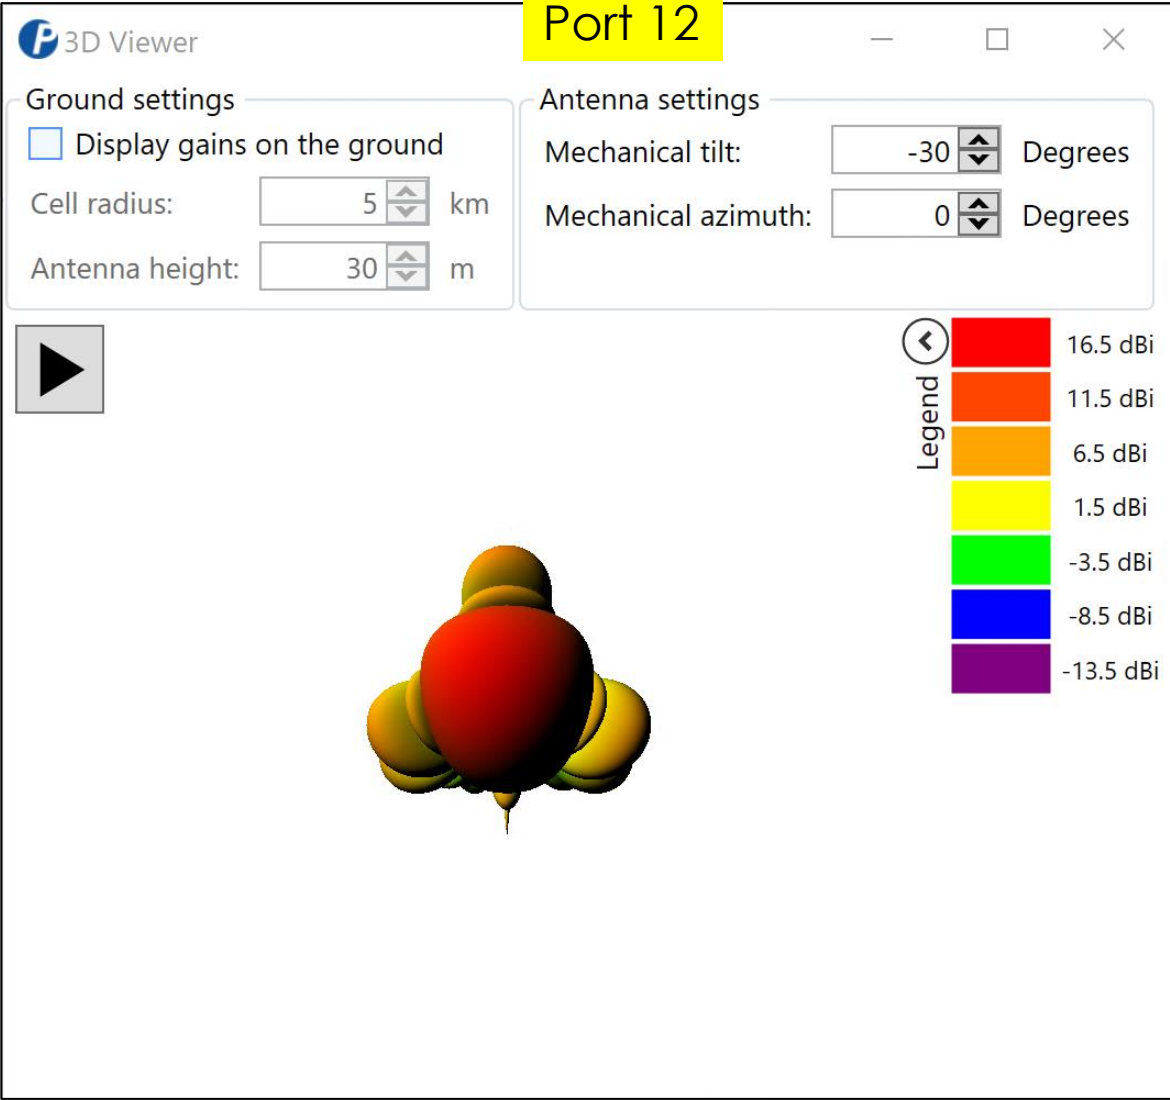 Port 12
3D Viewer
Ground settings
Display gains on the ground
Cell radius: 5 km
Antenna height: 30 m
Antenna settings
Mechanical tilt: -30 Degrees
Mechanical azimuth: 0 Degrees
Legend
16.5 dBi
11.5 dBi
6.5 dBi
1.5 dBi
-3.5 dBi
-8.5 dBi
-13.5 dBi